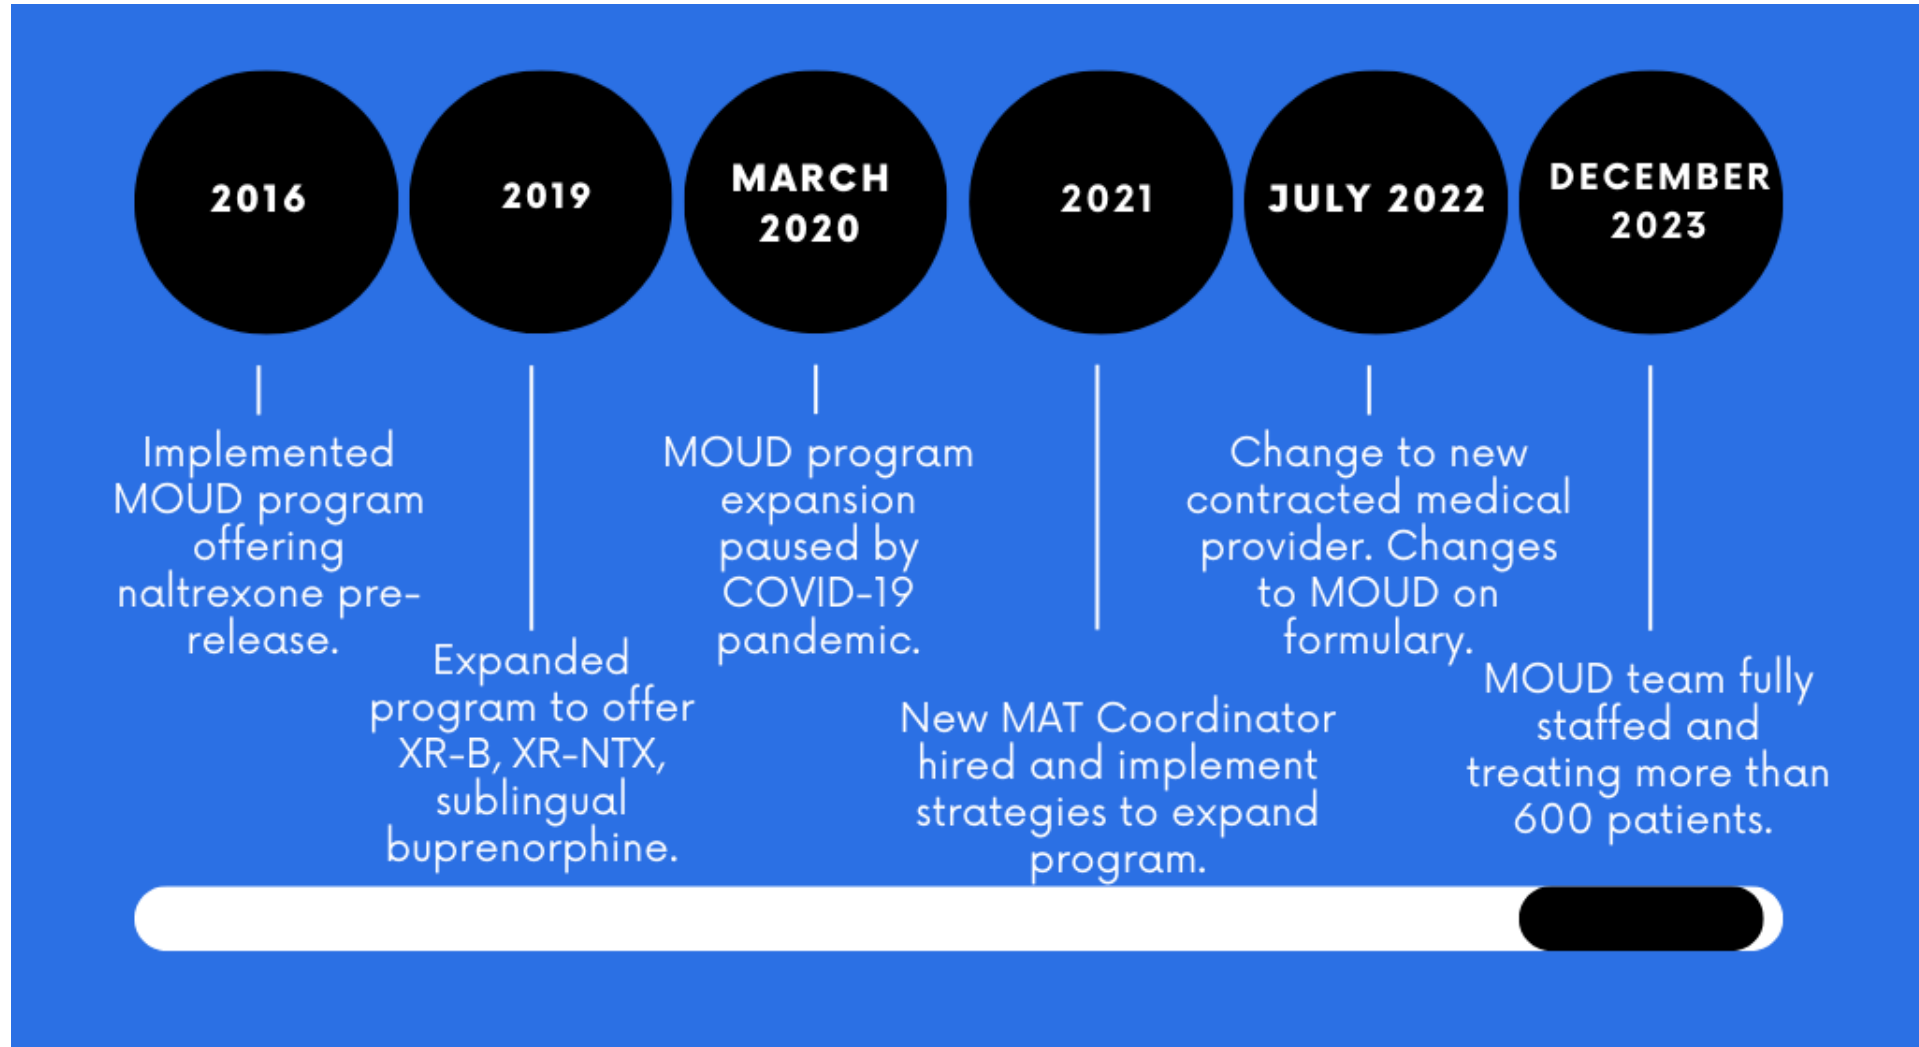 2016
Implemented
MOUD program
offering
naltrexone pre-
release.
2019
Expanded
program to offer
XR-B, XR-NTX,
sublingual
buprenorphine.
MARCH
2020
MOUD program
expansion
paused by
COVID-19
pandemic.
2021
New MAT Coordinator
hired and implement
strategies to expand
program.
JULY 2022
Change to new
contracted medical
provider. Changes
to MOUD on
formulary.
DECEMBER
2023
MOUD team fully
staffed and
treating more than
600 patients.